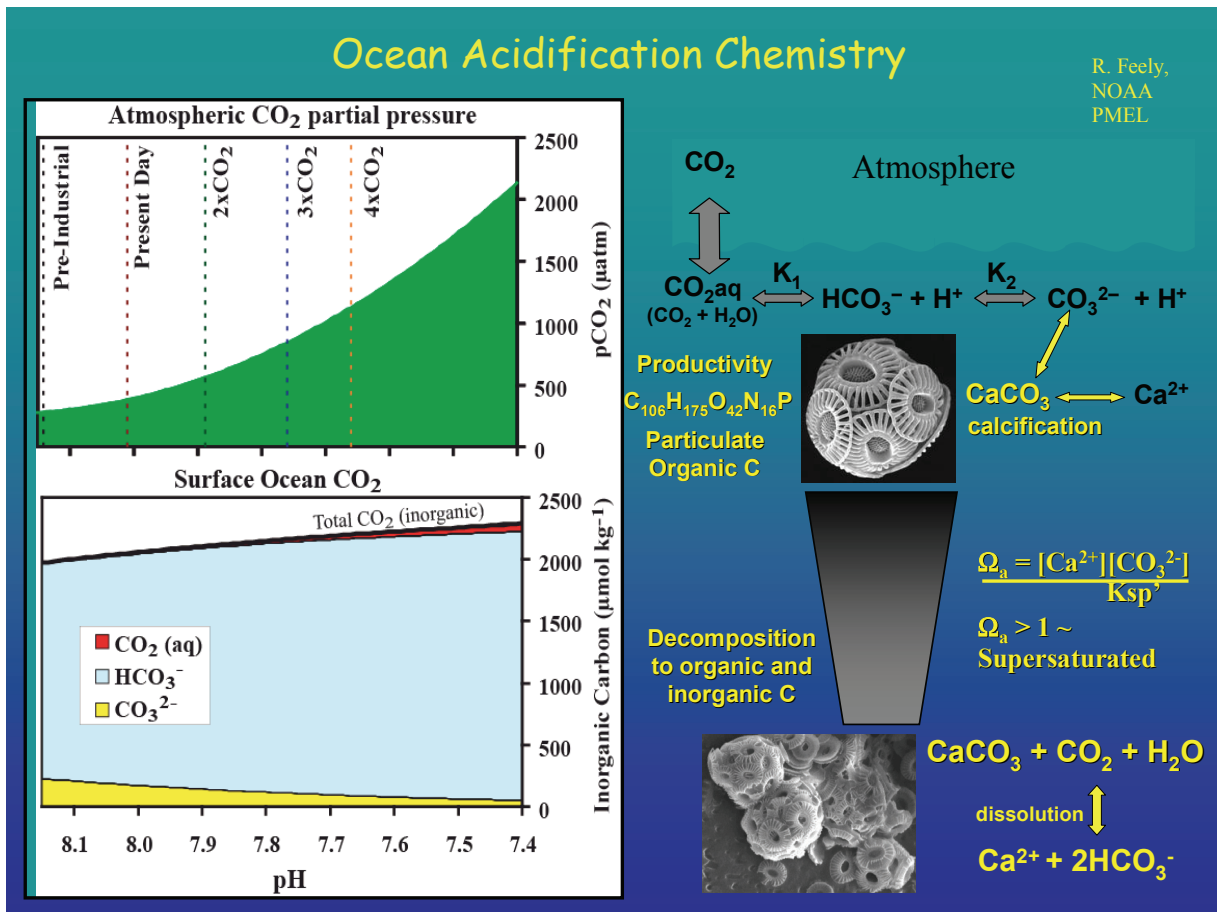 Ocean Acidification Chemistry
R. Feely,
NOAA
PMEL
Atmospheric CO₂ partial pressure
Pre-Industrial
Present Day
2xCO₂
3xCO₂
4xCO₂
2500
2000
1500
1000
500
0
pCO₂ (µatm)
Surface Ocean CO₂
Total CO₂ (inorganic)
CO₂ (aq)
HCO₃⁻
CO₃²⁻
2500
2000
1500
1000
500
0
Inorganic Carbon (µmol kg⁻¹)
8.1 8.0 7.9 7.8 7.7 7.6 7.5 7.4
pH
CO₂
Atmosphere
CO₂aq
(CO₂ + H₂O)
K₁
HCO₃⁻ + H⁺
K₂
CO₃²⁻ + H⁺
Productivity
C₁₀₆H₁₇₅O₄₂N₁₆P
Particulate
Organic C
CaCO₃
calcification
Ca²⁺
Ωₐ = [Ca²⁺][CO₃²⁻]
Ksp’
Ωₐ > 1 ~
Supersaturated
Decomposition
to organic and
inorganic C
CaCO₃ + CO₂ + H₂O
dissolution
Ca²⁺ + 2HCO₃⁻